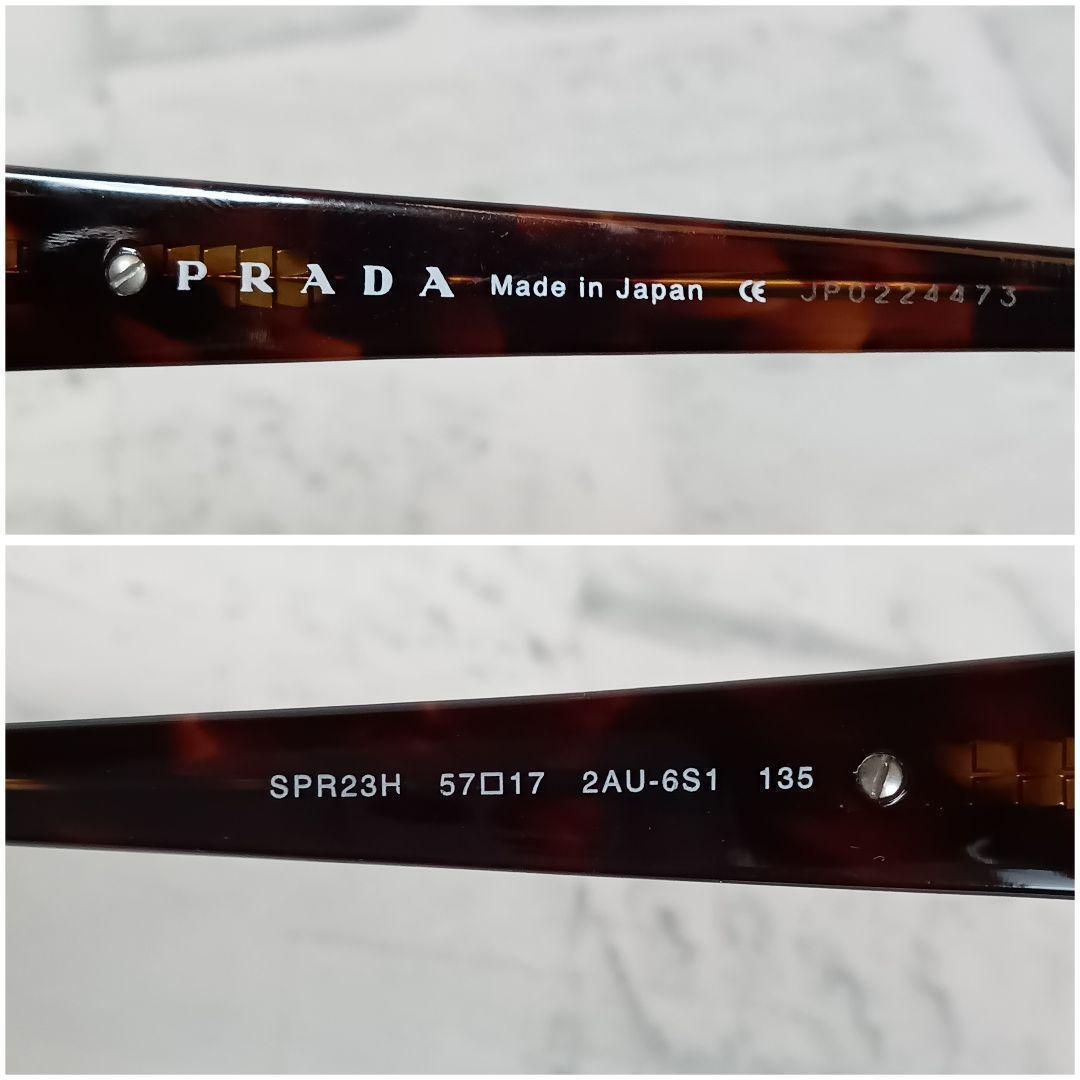 PRADA Made in Japan CE JP0224473
SPR23H 57□17 2AU-6S1 135